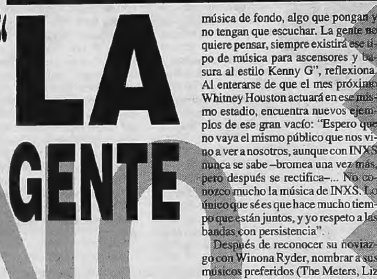 “LA
GENTE
música de fondo, algo que pongan y
no tengan que escuchar. La gente no
quiere pensar, siempre existirá ese ti-
po de música para ascensores y ba-
sura al estilo Kenny G”, reflexiona.
Al enterarse de que el mes próximo
Whitney Houston actuará en ese mis-
mo estadio, encuentra nuevos ejem-
plos de ese gran vacío: “Espero que
no vaya el mismo público que nos vi-
no a ver a nosotros, aunque con INXS
nunca se sabe –bromea una vez más,
pero después se rectifica–... No co-
nozco mucho la música de INXS. Lo
único que sé es que hace mucho tiem-
po que están juntos, y yo respeto a las
bandas con persistencia”.
Después de reconocer su noviaz-
go con Winona Ryder, nombrar a sus
músicos preferidos (The Meters, Liz